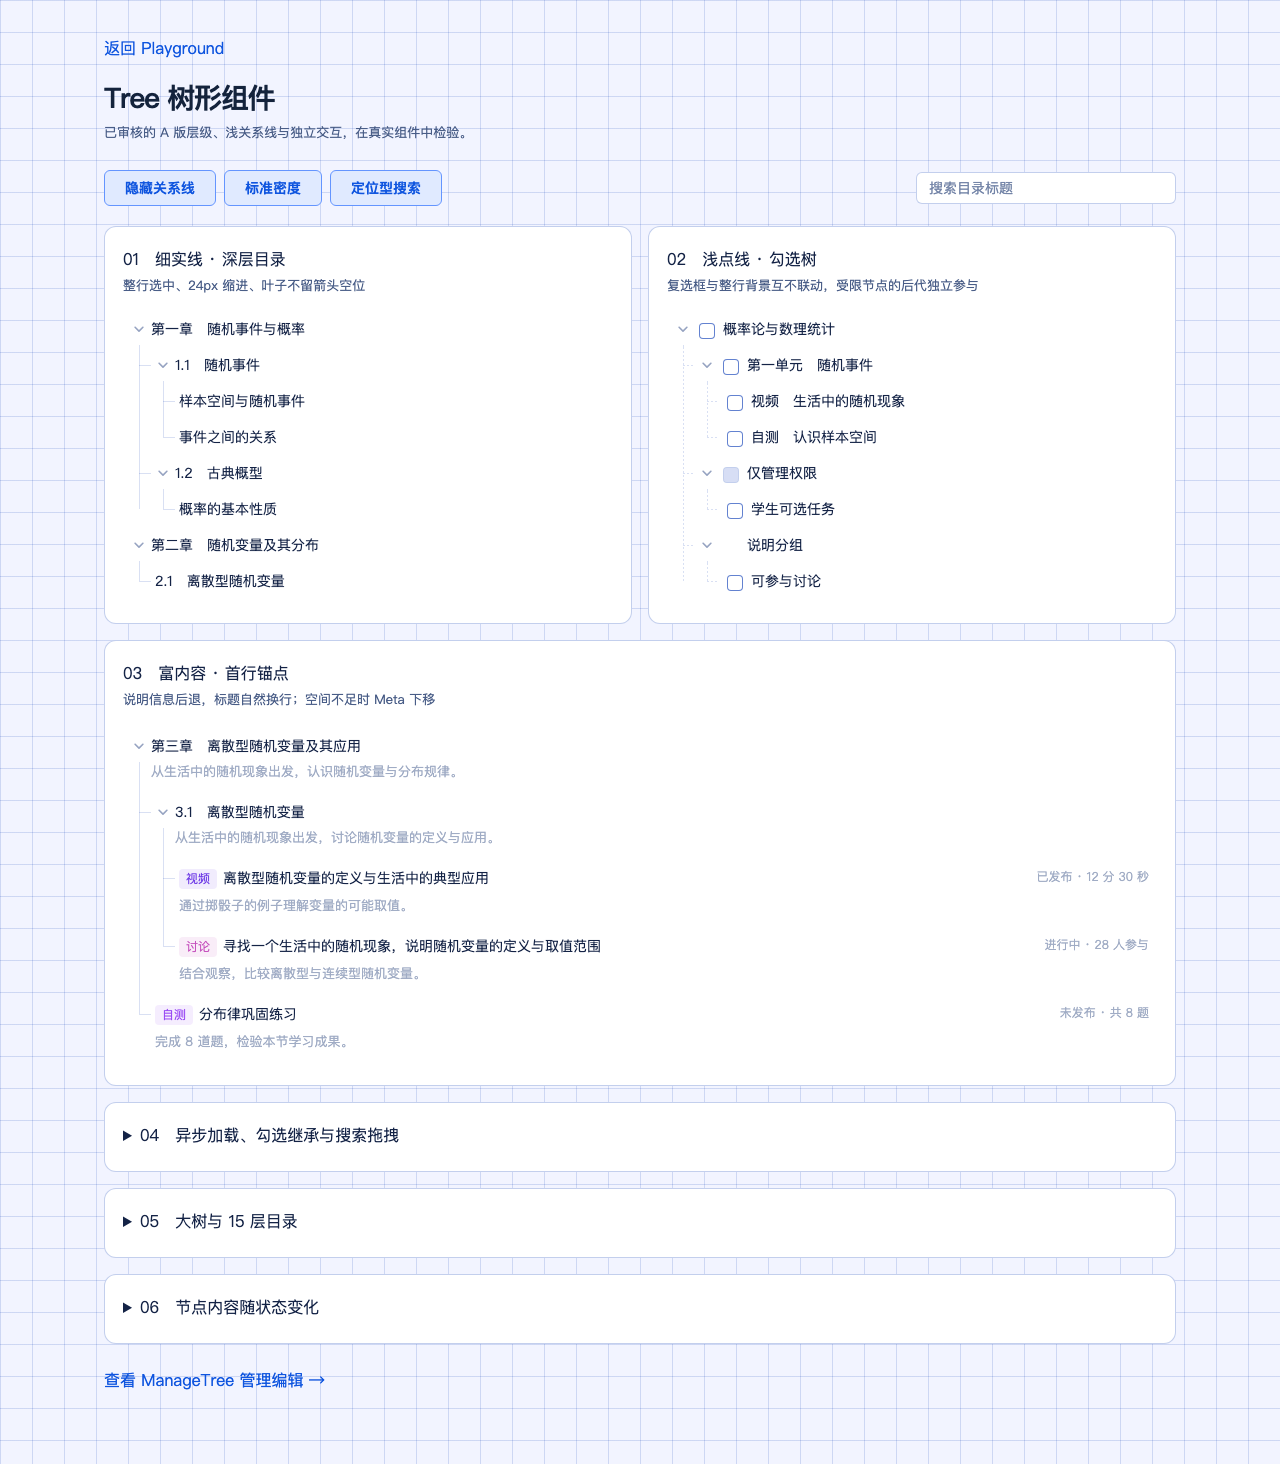 返回 Playground
Tree 树形组件
已审核的 A 版层级、浅关系线与独立交互，在真实组件中检验。
隐藏关系线
标准密度
定位型搜索
搜索目录标题
01　细实线 · 深层目录
整行选中、24px 缩进、叶子不留箭头空位
第一章　随机事件与概率
1.1　随机事件
样本空间与随机事件
事件之间的关系
1.2　古典概型
概率的基本性质
第二章　随机变量及其分布
2.1　离散型随机变量
02　浅点线 · 勾选树
复选框与整行背景互不联动，受限节点的后代独立参与
概率论与数理统计
第一单元　随机事件
视频　生活中的随机现象
自测　认识样本空间
仅管理权限
学生可选任务
说明分组
可参与讨论
03　富内容 · 首行锚点
说明信息后退，标题自然换行；空间不足时 Meta 下移
第三章　离散型随机变量及其应用
从生活中的随机现象出发，认识随机变量与分布规律。
3.1　离散型随机变量
从生活中的随机现象出发，讨论随机变量的定义与应用。
视频 离散型随机变量的定义与生活中的典型应用 已发布 · 12 分 30 秒
通过掷骰子的例子理解变量的可能取值。
讨论 寻找一个生活中的随机现象，说明随机变量的定义与取值范围 进行中 · 28 人参与
结合观察，比较离散型与连续型随机变量。
自测 分布律巩固练习 未发布 · 共 8 题
完成 8 道题，检验本节学习成果。
04　异步加载、勾选继承与搜索拖拽
05　大树与 15 层目录
06　节点内容随状态变化
查看 ManageTree 管理编辑 →